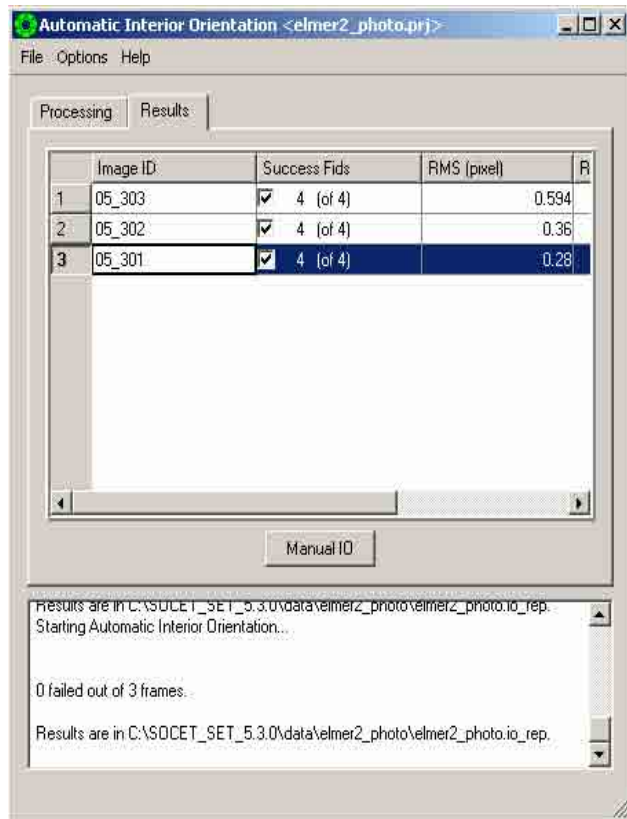 Automatic Interior Orientation <elmer2_photo.prj>
File Options Help
Processing Results
Image ID Success Fids RMS (pixel) R
1 05_303 4 (of 4) 0.594
2 05_302 4 (of 4) 0.36
3 05_301 4 (of 4) 0.28
Manual IO
Results are in C:\SOCET_SET_5.3.0\data\elmer2_photo\elmer2_photo.io_rep.
Starting Automatic Interior Orientation...
0 failed out of 3 frames.
Results are in C:\SOCET_SET_5.3.0\data\elmer2_photo\elmer2_photo.io_rep.